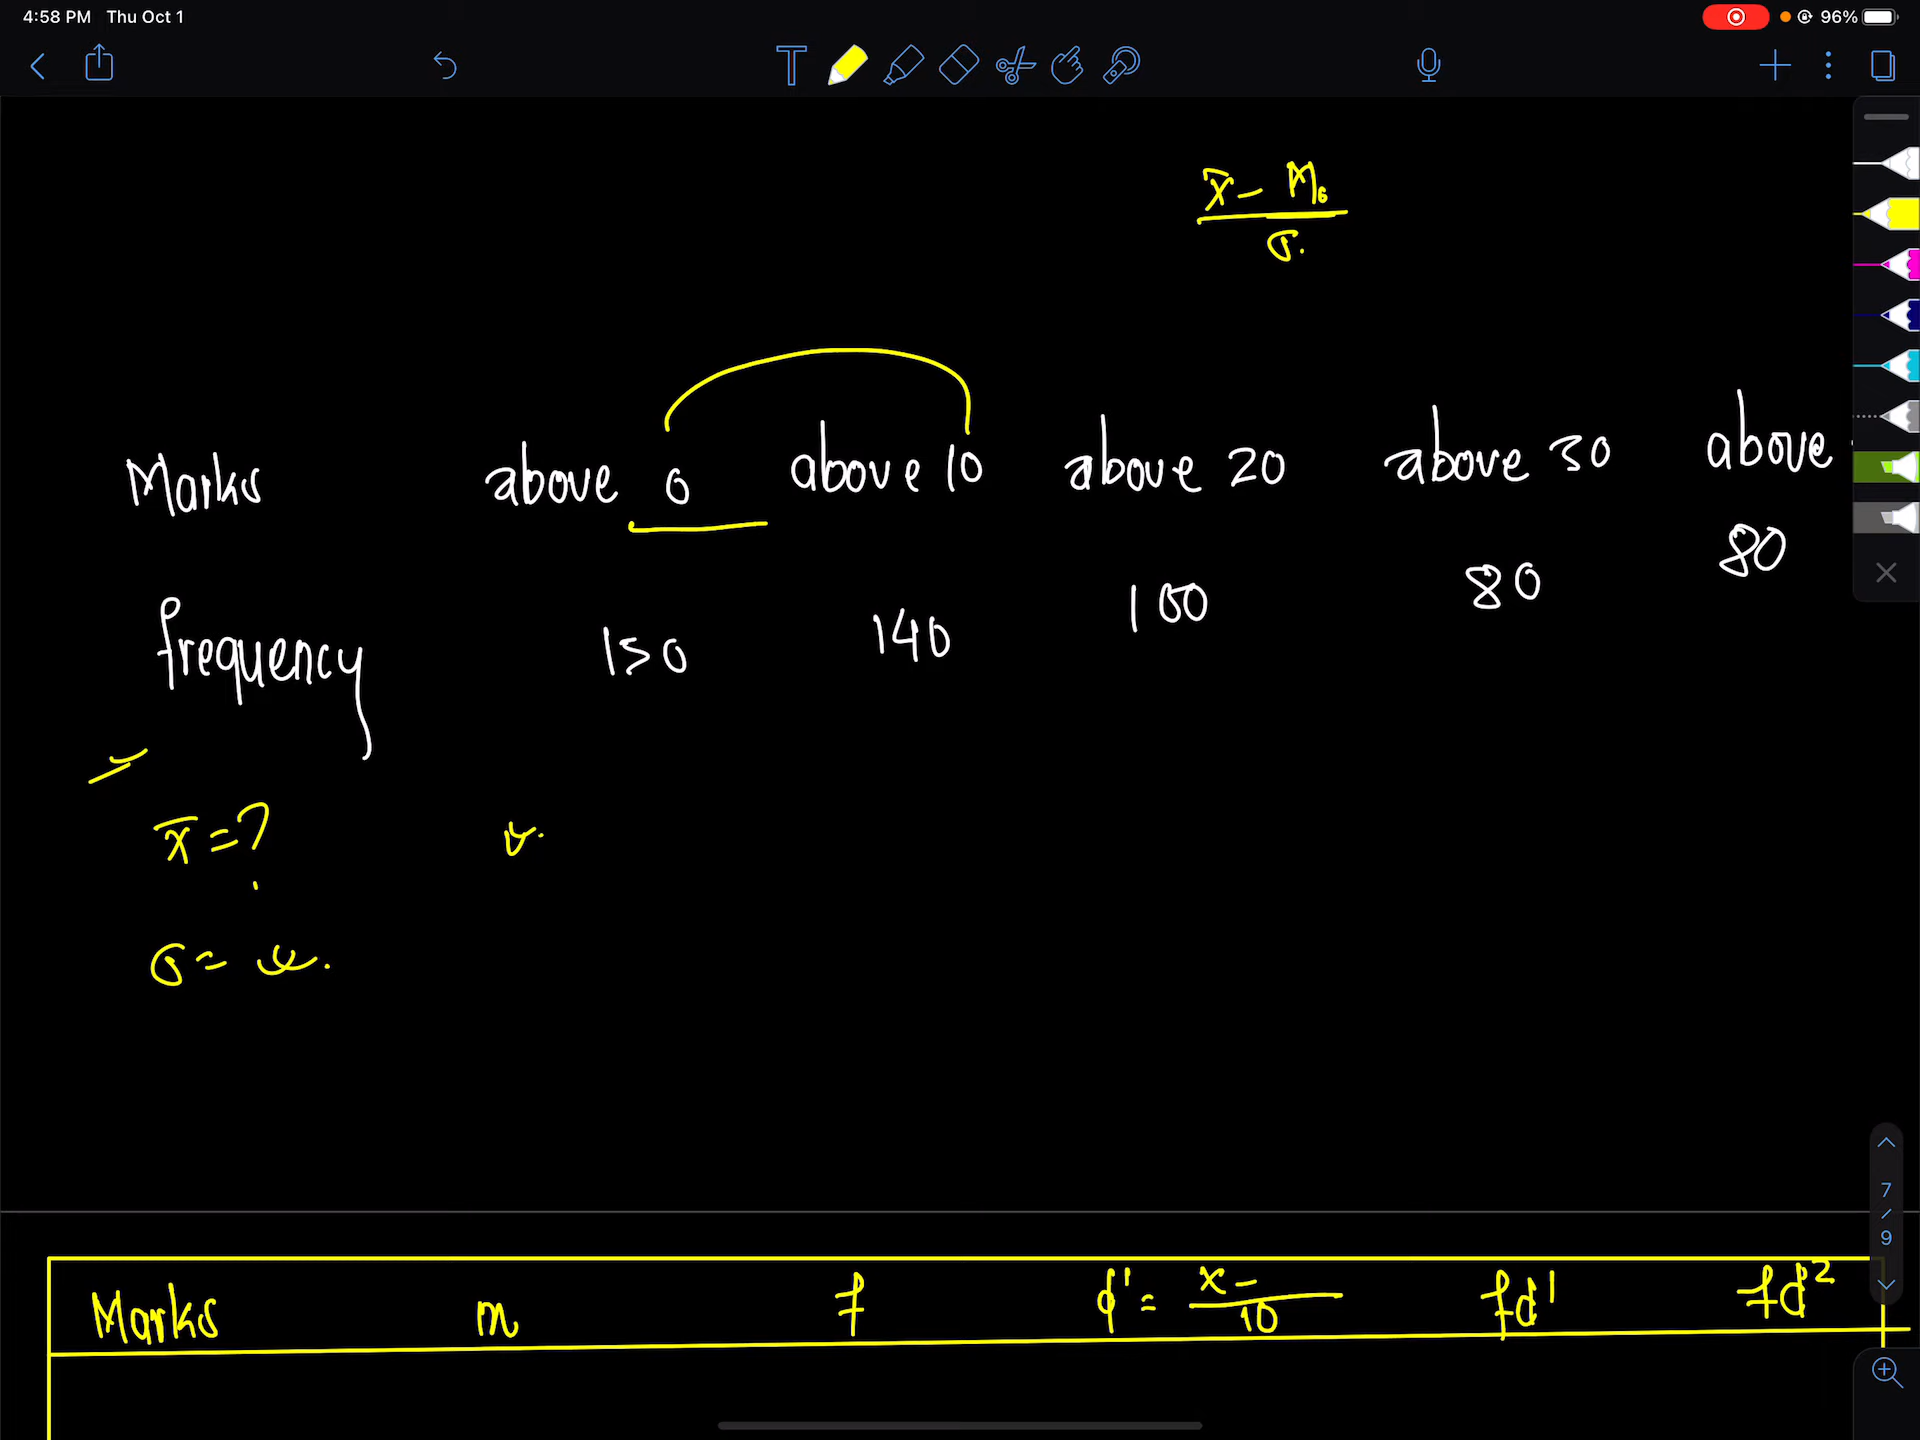 4:58 PM Thu Oct 1 96%
x̄ - M₀
σ
Marks above 0 above 10 above 20 above 30 above
frequency 150 140 100 80 80
x̄ = ?
σ =
7
/
9
Marks m f d' = x - / 10 fd' fd'²